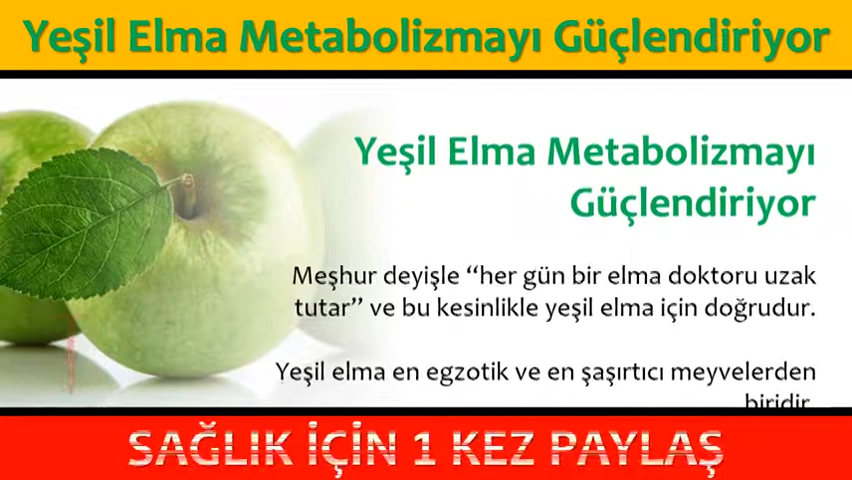 Yeşil Elma Metabolizmayı Güçlendiriyor
Yeşil Elma Metabolizmayı
Güçlendiriyor
Meşhur deyişle “her gün bir elma doktoru uzak
tutar” ve bu kesinlikle yeşil elma için doğrudur.
Yeşil elma en egzotik ve en şaşırtıcı meyvelerden
biridir.
SAĞLIK İÇİN 1 KEZ PAYLAŞ